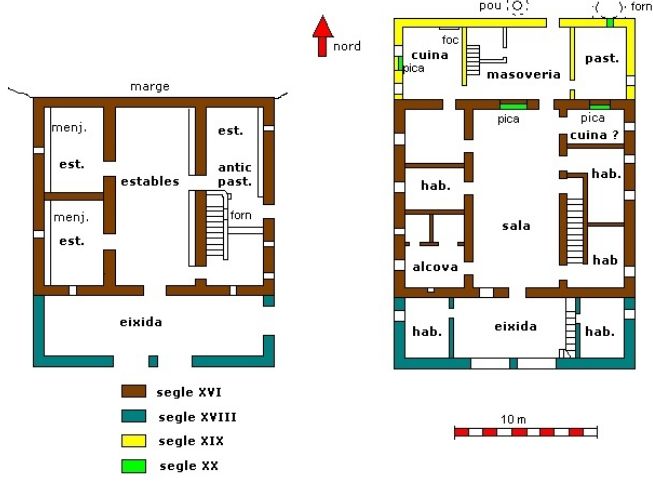 pou
forn
nord
cuina
foc
pica
masoveria
past.
marge
menj.
est.
est.
antic
past.
estables
menj.
est.
forn
pica
pica
cuina ?
hab.
hab.
sala
alcova
hab
eixida
hab.
eixida
hab.
segle XVI
segle XVIII
segle XIX
segle XX
10 m